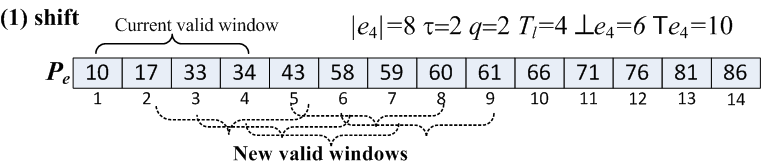 (1) shift
Current valid window
|e₄|=8 τ=2 q=2 Tₗ=4 ⊥e₄=6 ⊤e₄=10
Pₑ 10 17 33 34 43 58 59 60 61 66 71 76 81 86
1 2 3 4 5 6 7 8 9 10 11 12 13 14
New valid windows